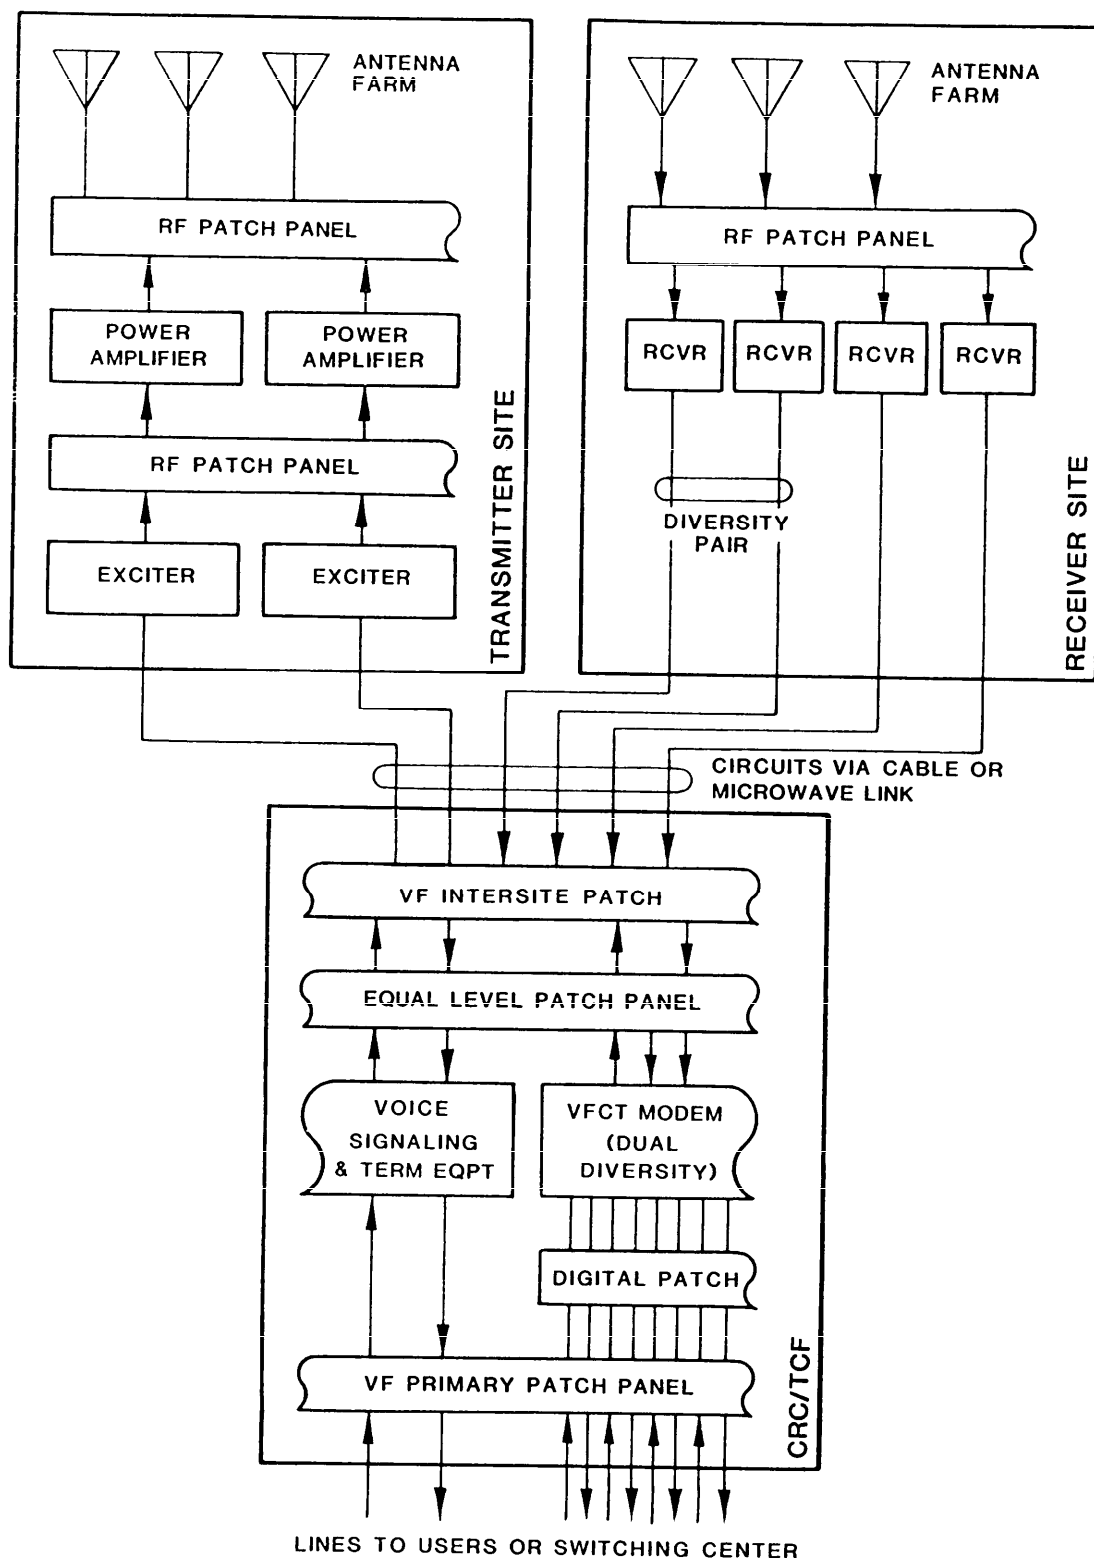 ANTENNA
FARM
RF PATCH PANEL
POWER
AMPLIFIER
POWER
AMPLIFIER
RF PATCH PANEL
EXCITER
EXCITER
TRANSMITTER SITE
ANTENNA
FARM
RF PATCH PANEL
RCVR
RCVR
RCVR
RCVR
DIVERSITY
PAIR
RECEIVER SITE
CIRCUITS VIA CABLE OR
MICROWAVE LINK
VF INTERSITE PATCH
EQUAL LEVEL PATCH PANEL
VOICE
SIGNALING
& TERM EQPT
VFCT MODEM
(DUAL
DIVERSITY)
DIGITAL PATCH
VF PRIMARY PATCH PANEL
CRC/TCF
LINES TO USERS OR SWITCHING CENTER